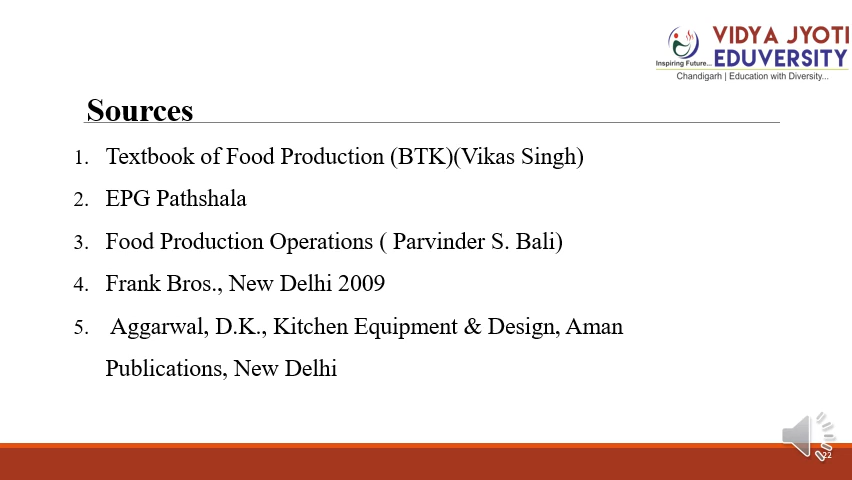 VIDYA JYOTI
EDUVERSITY
Inspiring Future...
Chandigarh | Education with Diversity...
Sources
1. Textbook of Food Production (BTK)(Vikas Singh)
2. EPG Pathshala
3. Food Production Operations ( Parvinder S. Bali)
4. Frank Bros., New Delhi 2009
5. Aggarwal, D.K., Kitchen Equipment & Design, Aman
Publications, New Delhi
22